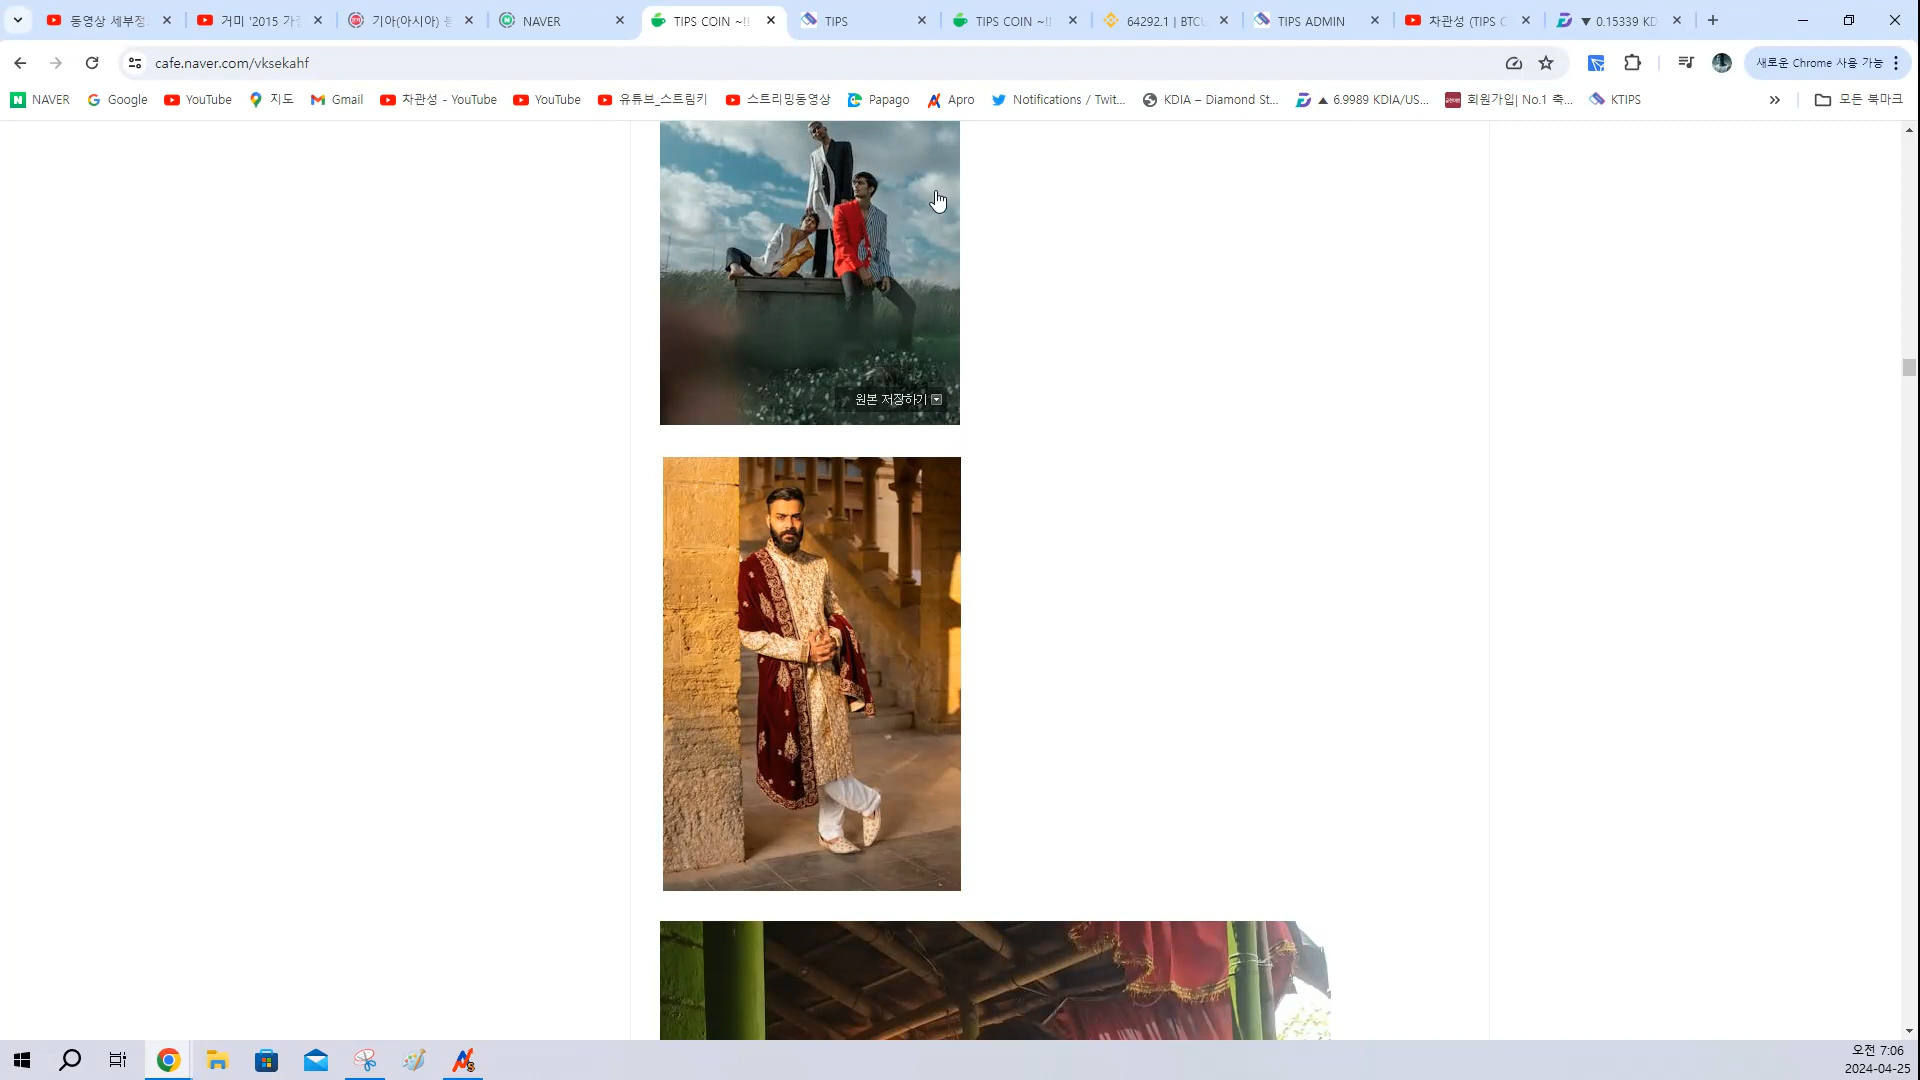 동영상 세부정
거미 '2015 가
기아(아시아)
NAVER
TIPS COIN ~!!
TIPS
TIPS COIN ~!!
64292.1 | BTCU
TIPS ADMIN
차관성 (TIPS C
▼ 0.15339 KD
cafe.naver.com/vksekahf
새로운 Chrome 사용 가능
NAVER
Google
YouTube
지도
Gmail
차관성 - YouTube
YouTube
유튜브_스트림키
스트리밍동영상
Papago
Apro
Notifications / Twit...
KDIA – Diamond St...
▲ 6.9989 KDIA/US...
회원가입| No.1 축...
KTIPS
»
모든 북마크
원본 저장하기
오전 7:06
2024-04-25